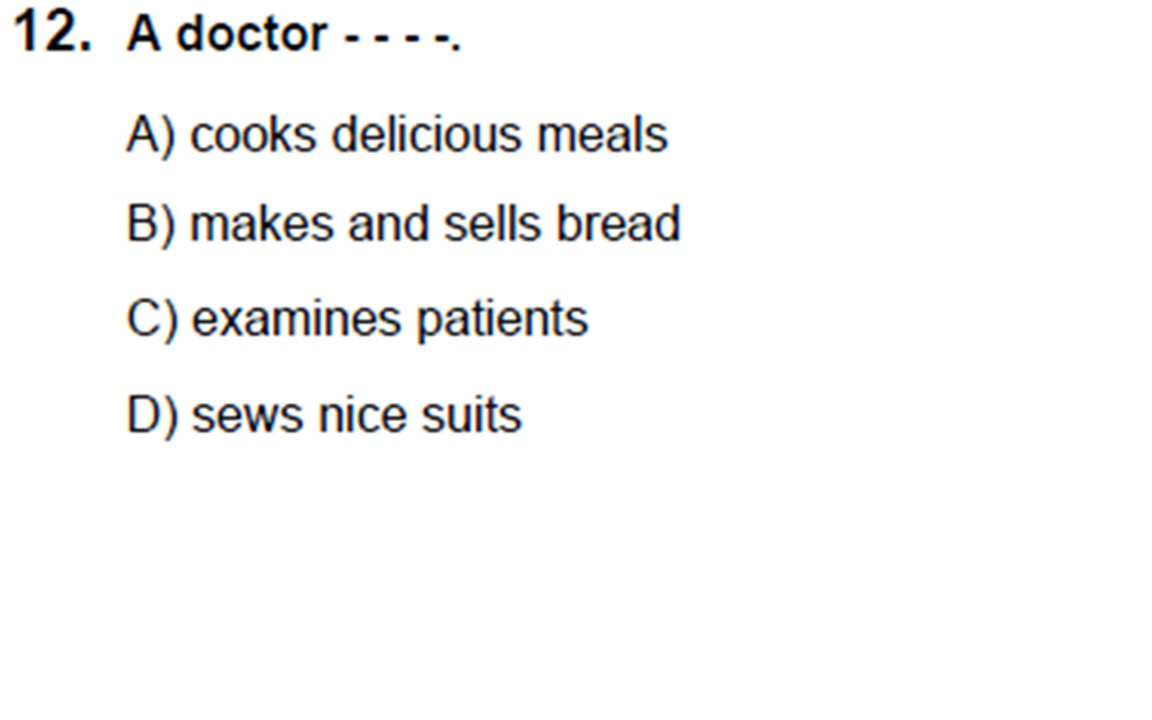 12. A doctor - - - -.
A) cooks delicious meals
B) makes and sells bread
C) examines patients
D) sews nice suits